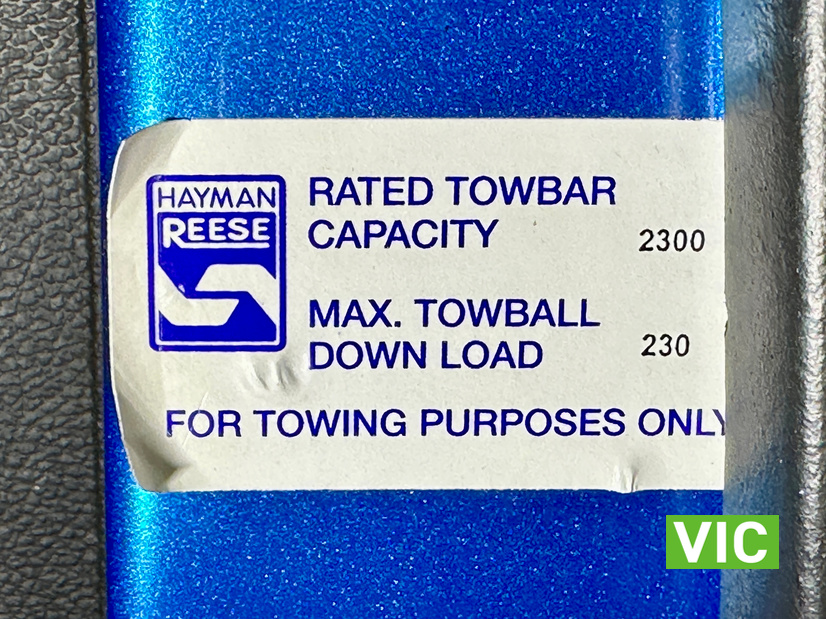 HAYMAN
REESE
RATED TOWBAR
CAPACITY 2300
MAX. TOWBALL
DOWN LOAD 230
FOR TOWING PURPOSES ONLY
VIC